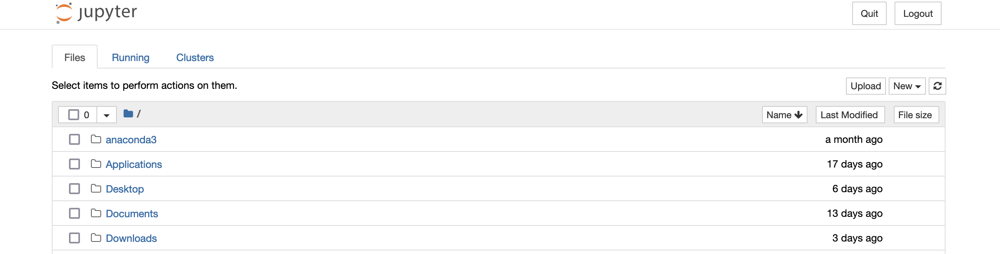 jupyter
Quit Logout
Files Running Clusters
Select items to perform actions on them. Upload New
0 / Name Last Modified File size
anaconda3 a month ago
Applications 17 days ago
Desktop 6 days ago
Documents 13 days ago
Downloads 3 days ago